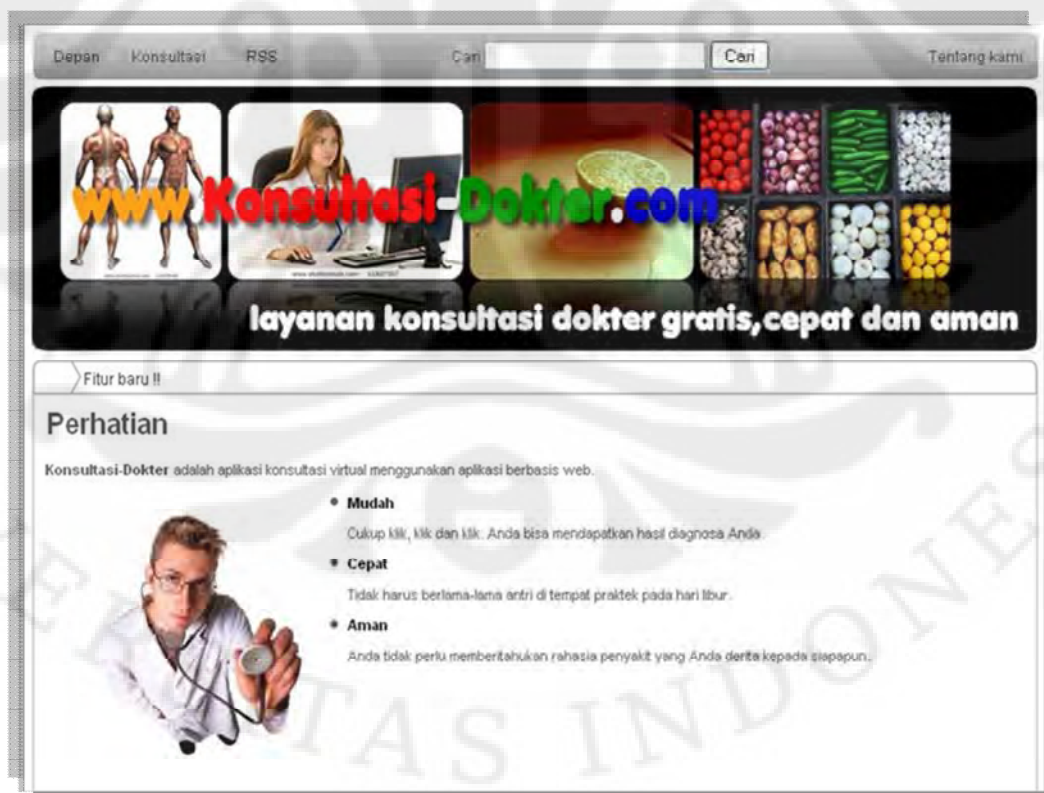 Depan Konsultasi RSS Cari Cari Tentang kami
www.Konsultasi-Dokter.com
layanan konsultasi dokter gratis,cepat dan aman
Fitur baru !!
Perhatian
Konsultasi-Dokter adalah aplikasi konsultasi virtual menggunakan aplikasi berbasis web.
Mudah
Cukup klik, klik dan klik. Anda bisa mendapatkan hasil diagnosa Anda
Cepat
Tidak harus berlama-lama antri di tempat praktek pada hari libur.
Aman
Anda tidak perlu memberitahukan rahasia penyakit yang Anda derita kepada siapapun.
TAS INDONES